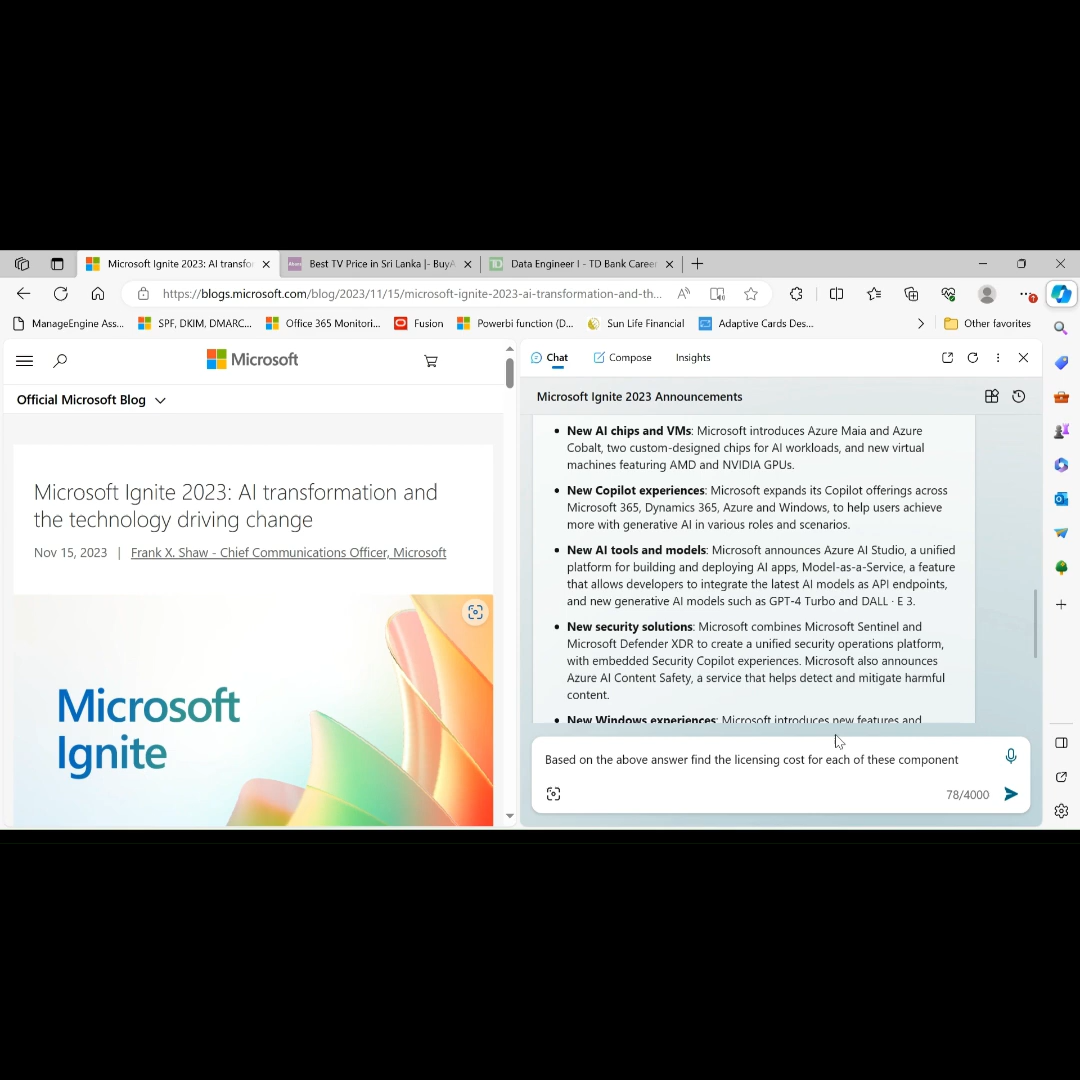 Microsoft Ignite 2023: AI transfo
Best TV Price in Sri Lanka |- BuyA
Data Engineer I - TD Bank Career
https://blogs.microsoft.com/blog/2023/11/15/microsoft-ignite-2023-ai-transformation-and-th...
ManageEngine Ass...
SPF, DKIM, DMARC...
Office 365 Monitori...
Fusion
Powerbi function (D...
Sun Life Financial
Adaptive Cards Des...
Other favorites
Microsoft
Official Microsoft Blog
Microsoft Ignite 2023: AI transformation and
the technology driving change
Nov 15, 2023 | Frank X. Shaw - Chief Communications Officer, Microsoft
Microsoft
Ignite
Chat
Compose
Insights
Microsoft Ignite 2023 Announcements
• New AI chips and VMs: Microsoft introduces Azure Maia and Azure
Cobalt, two custom-designed chips for AI workloads, and new virtual
machines featuring AMD and NVIDIA GPUs.
• New Copilot experiences: Microsoft expands its Copilot offerings across
Microsoft 365, Dynamics 365, Azure and Windows, to help users achieve
more with generative AI in various roles and scenarios.
• New AI tools and models: Microsoft announces Azure AI Studio, a unified
platform for building and deploying AI apps, Model-as-a-Service, a feature
that allows developers to integrate the latest AI models as API endpoints,
and new generative AI models such as GPT-4 Turbo and DALL · E 3.
• New security solutions: Microsoft combines Microsoft Sentinel and
Microsoft Defender XDR to create a unified security operations platform,
with embedded Security Copilot experiences. Microsoft also announces
Azure AI Content Safety, a service that helps detect and mitigate harmful
content.
• New Windows experiences: Microsoft introduces new features and
Based on the above answer find the licensing cost for each of these component
78/4000